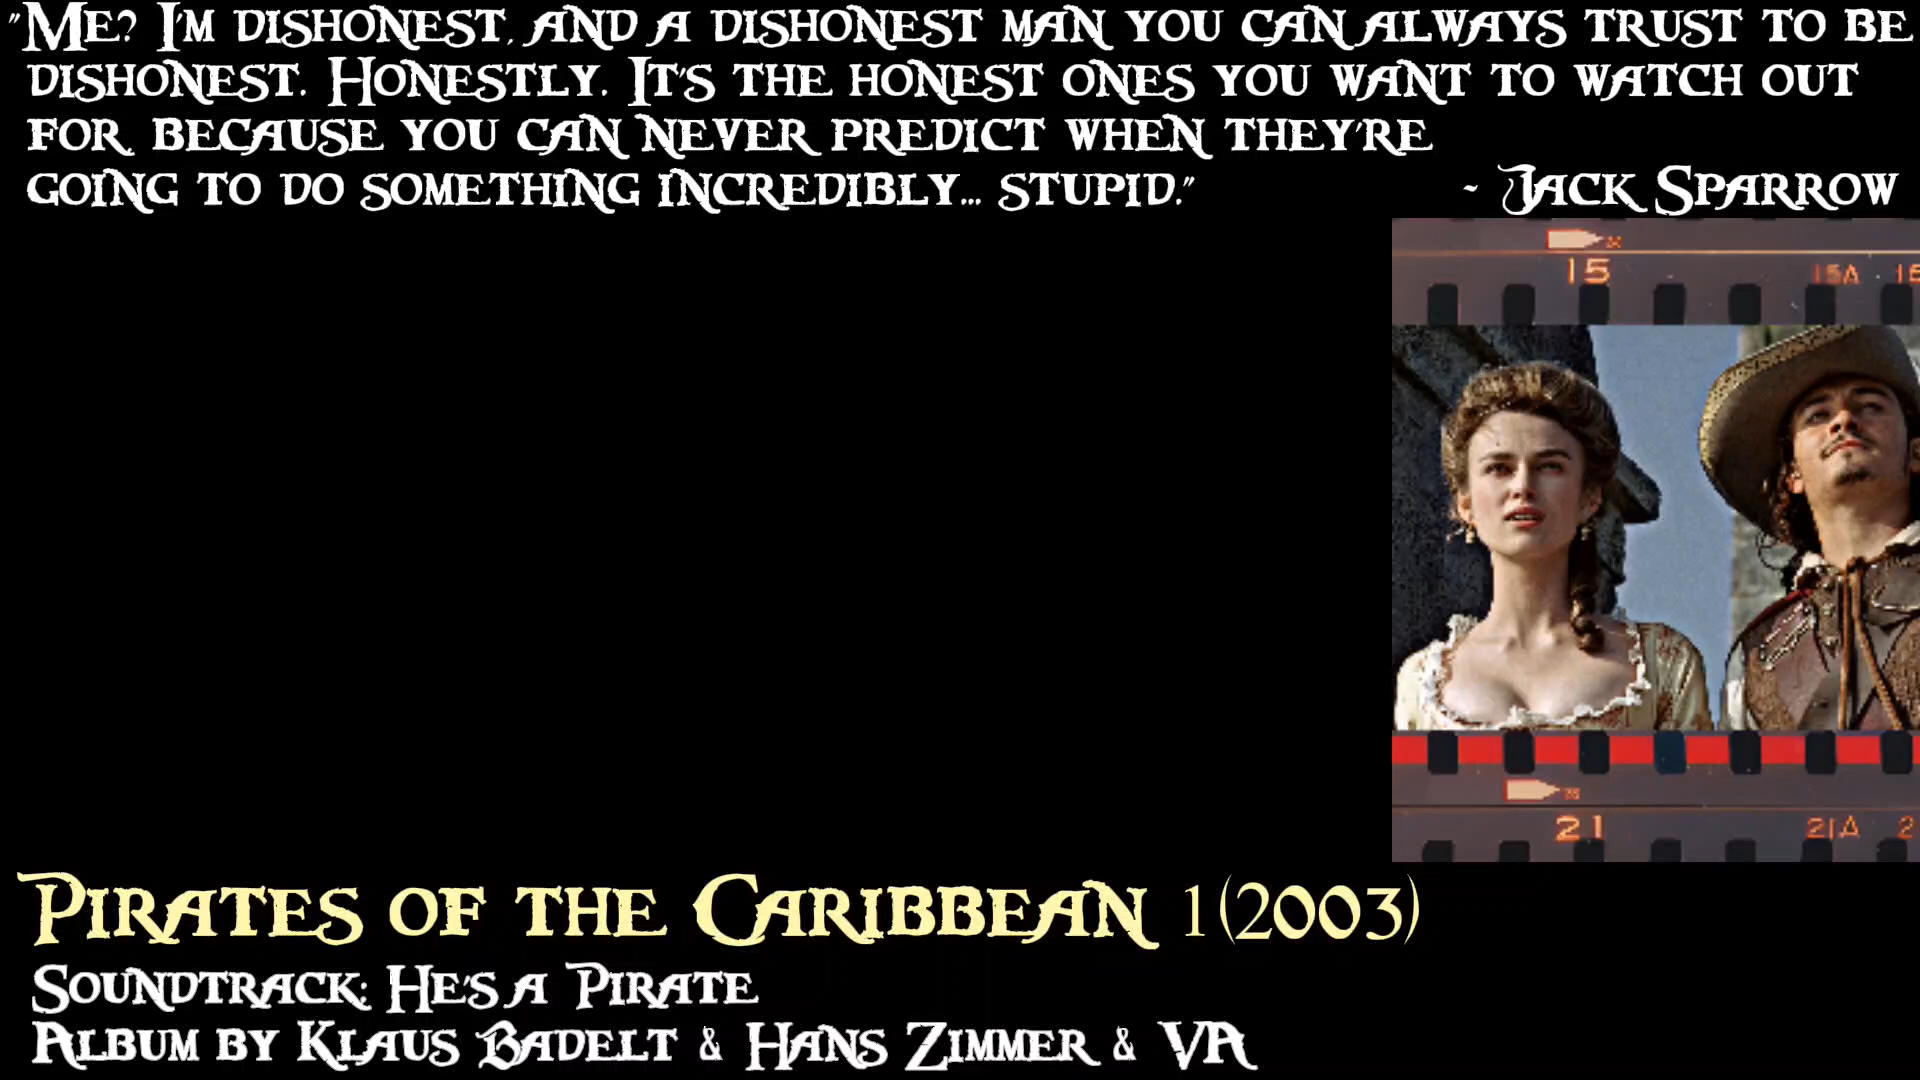 "Me? I'm dishonest, and a dishonest man you can always trust to be
dishonest. Honestly. It's the honest ones you want to watch out
for, because you can never predict when they're
going to do something incredibly... stupid."
- Jack Sparrow
15 15A 15
21 21A 2
Pirates of the Caribbean 1 (2003)
Soundtrack: He's a Pirate
Album by Klaus Badelt & Hans Zimmer & VA